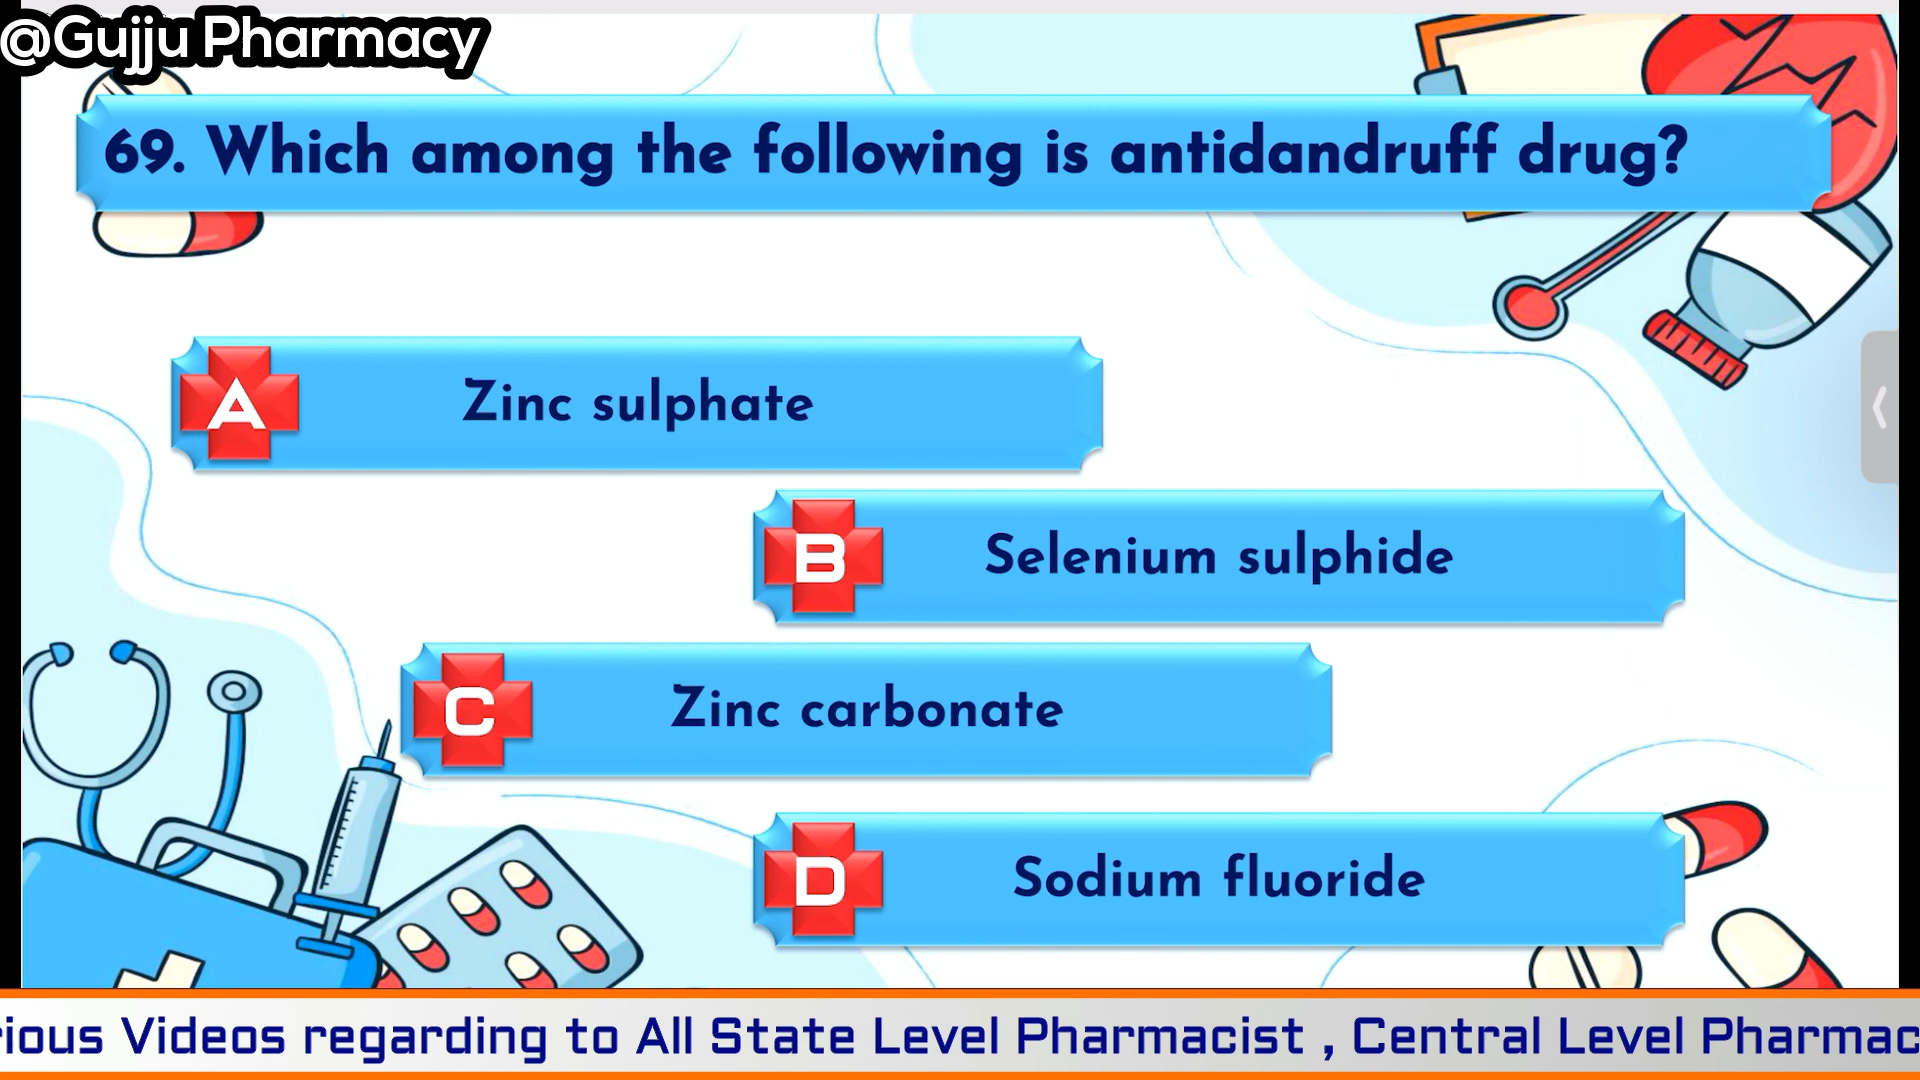 @Gujju Pharmacy
69. Which among the following is antidandruff drug?
A Zinc sulphate
B Selenium sulphide
C Zinc carbonate
D Sodium fluoride
rious Videos regarding to All State Level Pharmacist , Central Level Pharmac